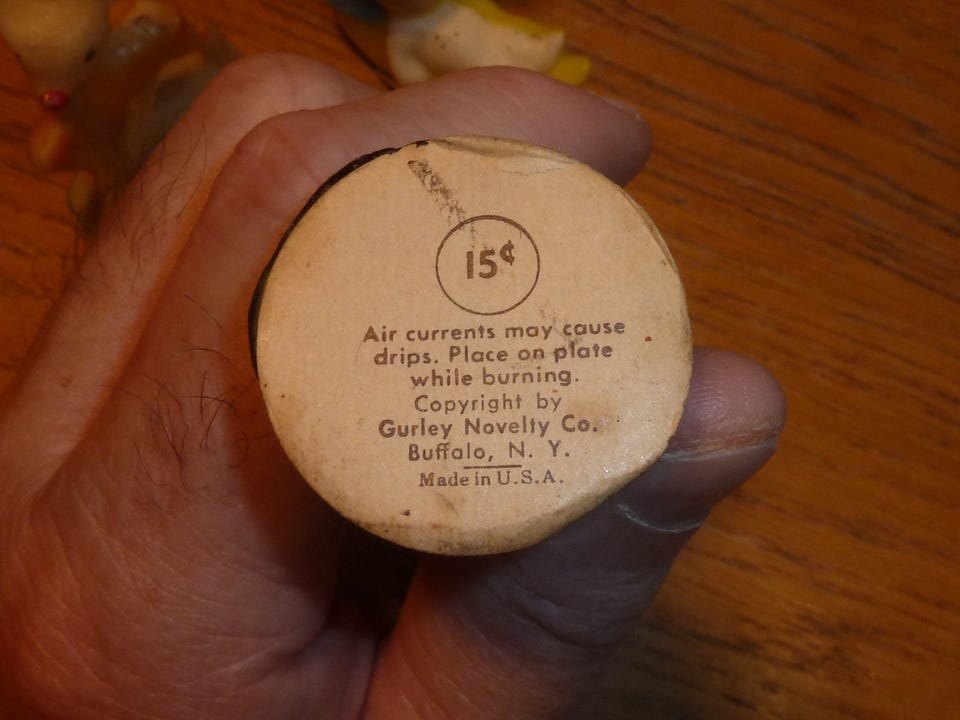 15¢
Air currents may cause
drips. Place on plate
while burning.
Copyright by
Gurley Novelty Co.
Buffalo, N. Y.
Made in U.S.A.